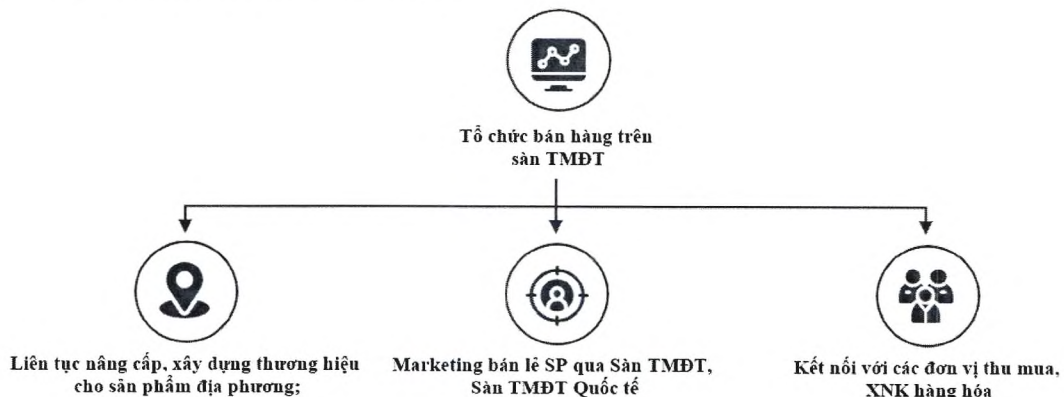 Tổ chức bán hàng trên
sàn TMĐT
Liên tục nâng cấp, xây dựng thương hiệu
cho sản phẩm địa phương;
Marketing bán lẻ SP qua Sàn TMĐT,
Sàn TMĐT Quốc tế
Kết nối với các đơn vị thu mua,
XNK hàng hóa